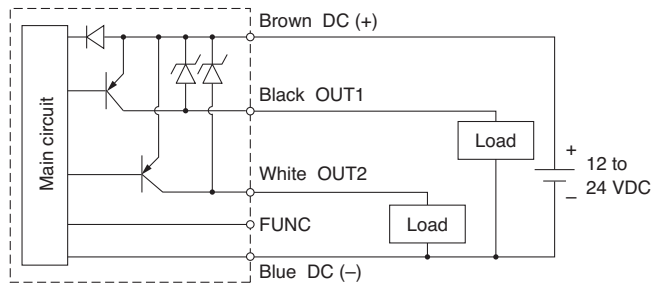 Brown DC (+)
Main circuit
Black OUT1
Load
+
12 to
24 VDC
–
White OUT2
Load
FUNC
Blue DC (–)